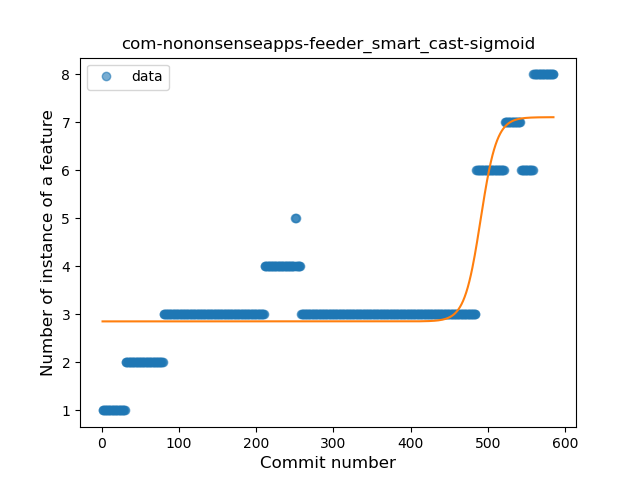 com-nononsenseapps-feeder_smart_cast-sigmoid
data
Number of instance of a feature
8
7
6
5
4
3
2
1
0 100 200 300 400 500 600
Commit number